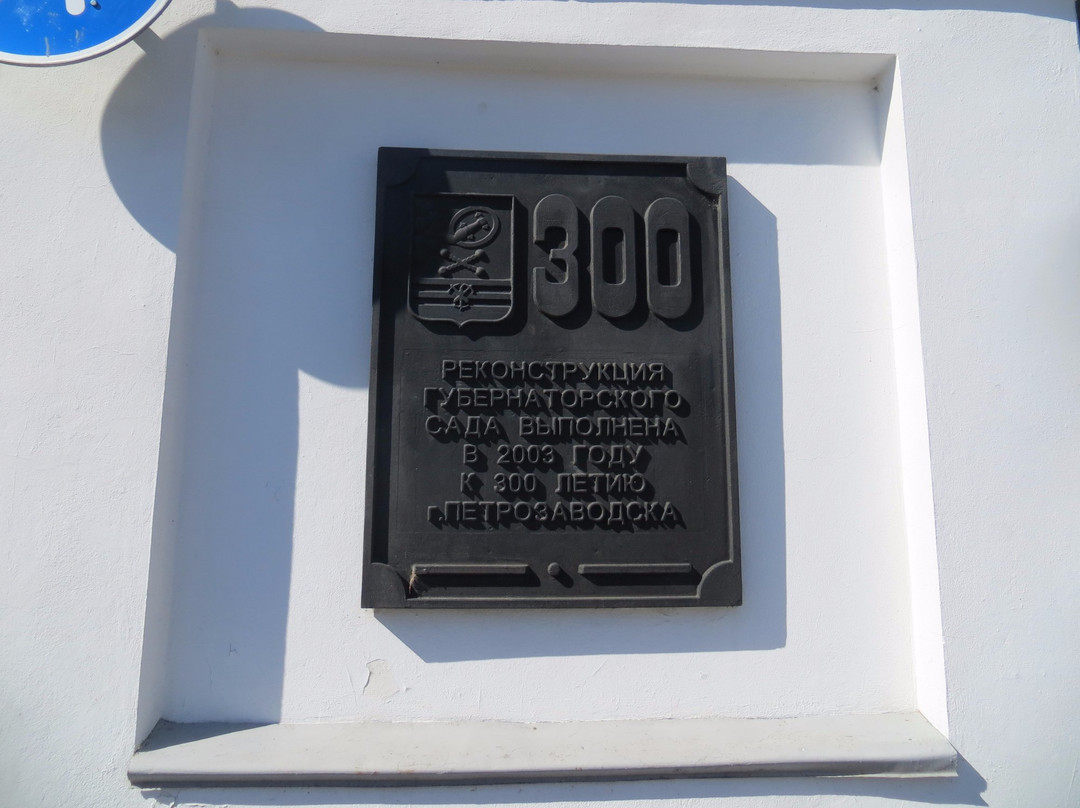 300
РЕКОНСТРУКЦИЯ
ГУБЕРНАТОРСКОГО
САДА ВЫПОЛНЕНА
В 2003 ГОДУ
К 300 ЛЕТИЮ
г.ПЕТРОЗАВОДСКА